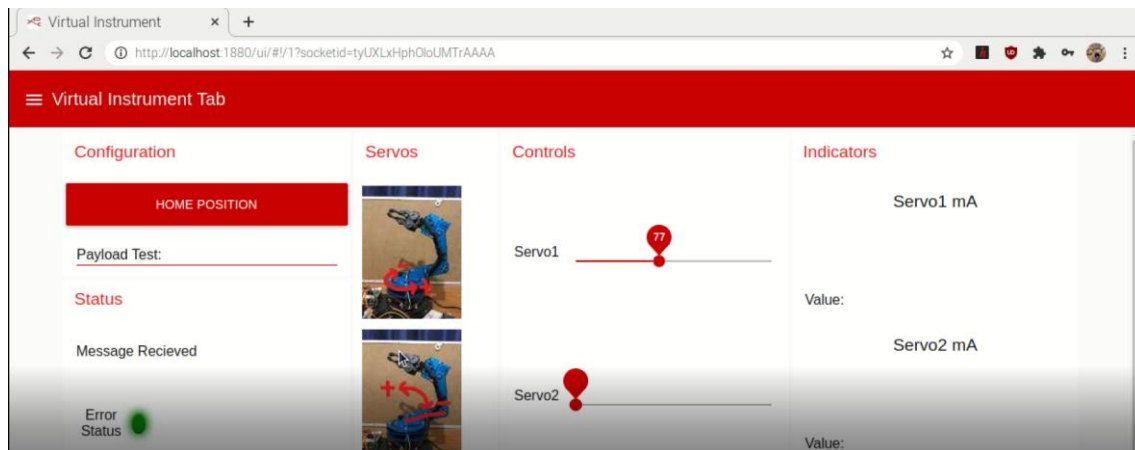 Virtual Instrument
http://localhost:1880/ui/#!/1?socketid=tyUXLxHphOloUMTrAAAA
Virtual Instrument Tab
Configuration
HOME POSITION
Payload Test:
Status
Message Recieved
Error
Status
Servos
Controls
Servo1
77
Servo2
Indicators
Servo1 mA
Value:
Servo2 mA
Value: